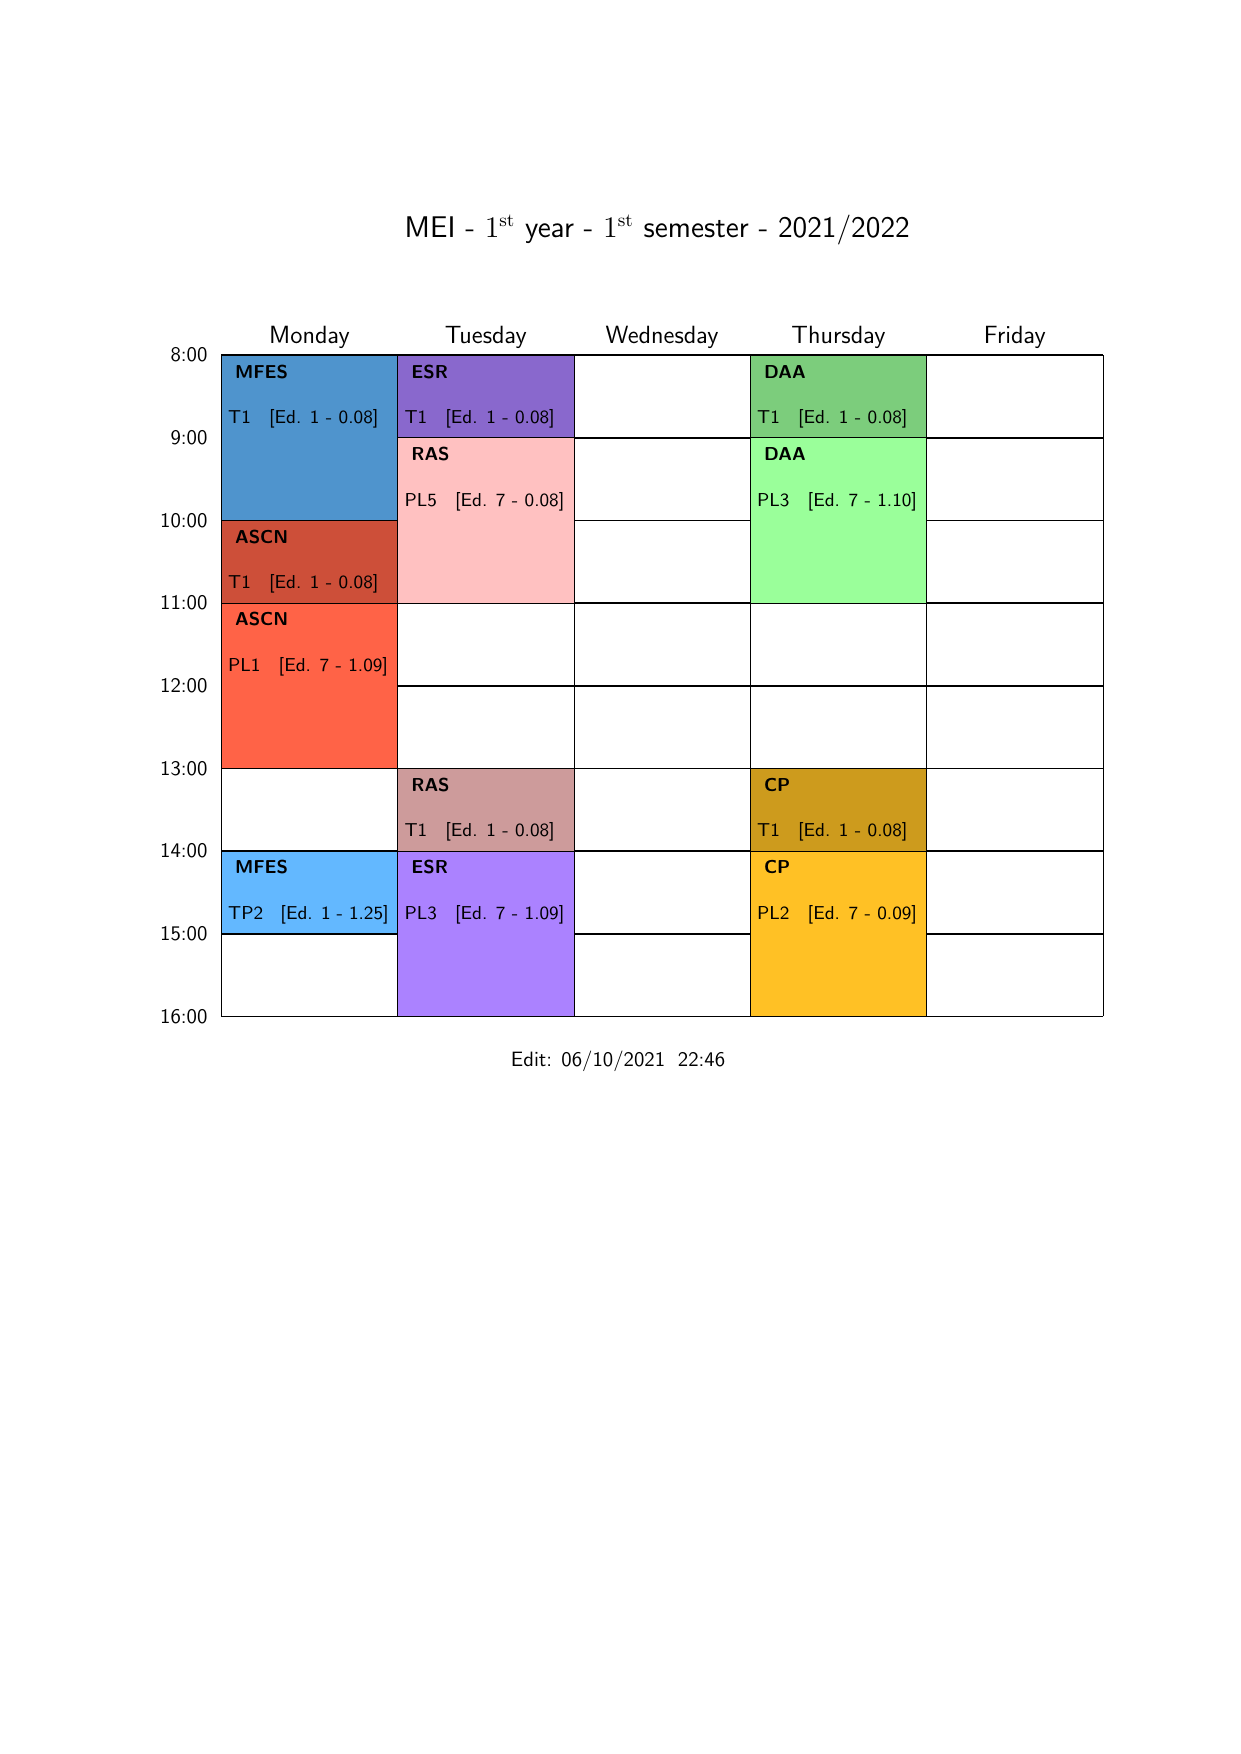 MEI - 1st year - 1st semester - 2021/2022
Monday Tuesday Wednesday Thursday Friday
8:00
MFES ESR DAA
T1 [Ed. 1 - 0.08] T1 [Ed. 1 - 0.08] T1 [Ed. 1 - 0.08]
9:00
RAS DAA
PL5 [Ed. 7 - 0.08] PL3 [Ed. 7 - 1.10]
10:00
ASCN
T1 [Ed. 1 - 0.08]
11:00
ASCN
PL1 [Ed. 7 - 1.09]
12:00
13:00
RAS CP
T1 [Ed. 1 - 0.08] T1 [Ed. 1 - 0.08]
14:00
MFES ESR CP
TP2 [Ed. 1 - 1.25] PL3 [Ed. 7 - 1.09] PL2 [Ed. 7 - 0.09]
15:00
16:00
Edit: 06/10/2021 22:46